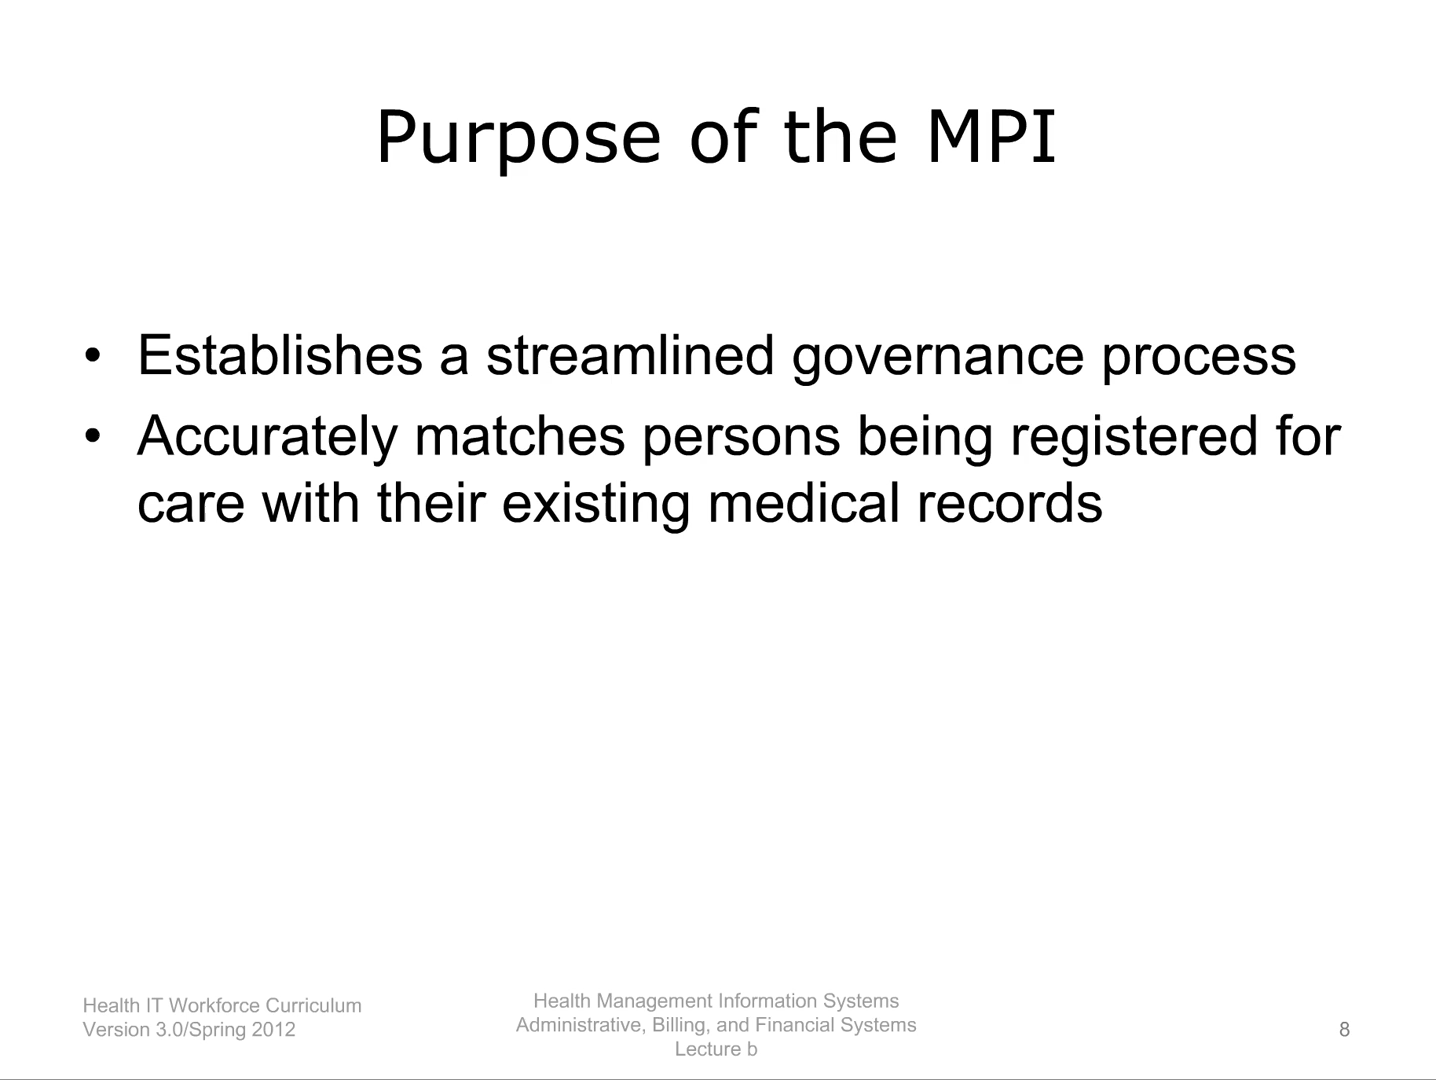 Purpose of the MPI
• Establishes a streamlined governance process
• Accurately matches persons being registered for
care with their existing medical records
Health IT Workforce Curriculum
Version 3.0/Spring 2012
Health Management Information Systems
Administrative, Billing, and Financial Systems
Lecture b
8